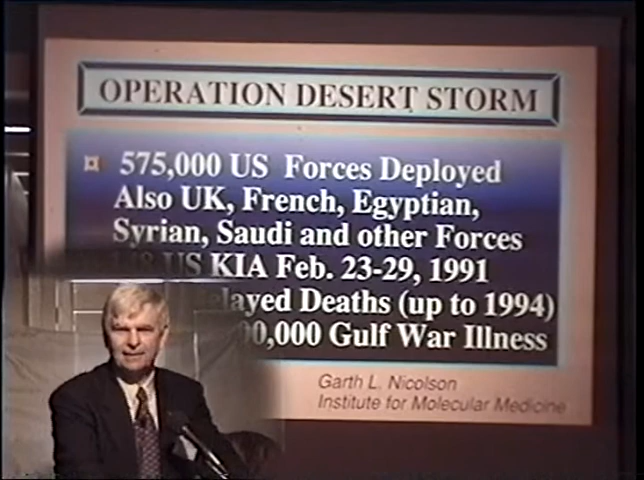 OPERATION DESERT STORM
575,000 US Forces Deployed
Also UK, French, Egyptian,
Syrian, Saudi and other Forces
148 US KIA Feb. 23-29, 1991
Deaths (up to 1994)
Gulf War Illness
Garth L. Nicolson
Institute for Molecular Medicine